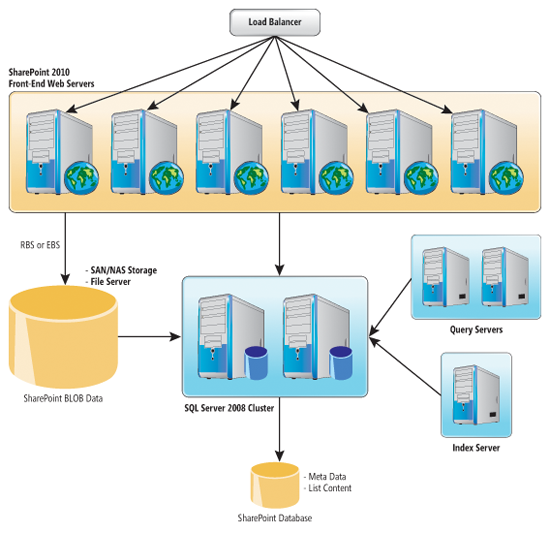 Load Balancer
SharePoint 2010
Front-End Web Servers
RBS or EBS
- SAN/NAS Storage
- File Server
SharePoint BLOB Data
SQL Server 2008 Cluster
Query Servers
Index Server
- Meta Data
- List Content
SharePoint Database